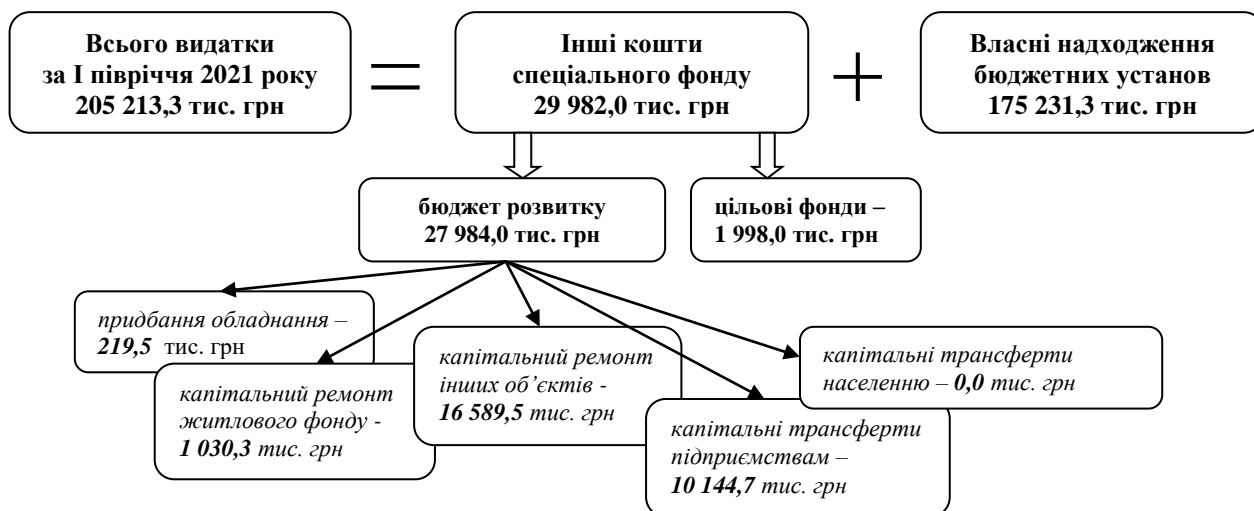 Всього видатки
за І півріччя 2021 року
205 213,3 тис. грн
=
Інші кошти
спеціального фонду
29 982,0 тис. грн
+
Власні надходження
бюджетних установ
175 231,3 тис. грн
бюджет розвитку
27 984,0 тис. грн
цільові фонди –
1 998,0 тис. грн
придбання обладнання –
219,5 тис. грн
капітальний ремонт
житлового фонду -
1 030,3 тис. грн
капітальний ремонт
інших об’єктів -
16 589,5 тис. грн
капітальні трансферти
підприємствам –
10 144,7 тис. грн
капітальні трансферти
населенню – 0,0 тис. грн